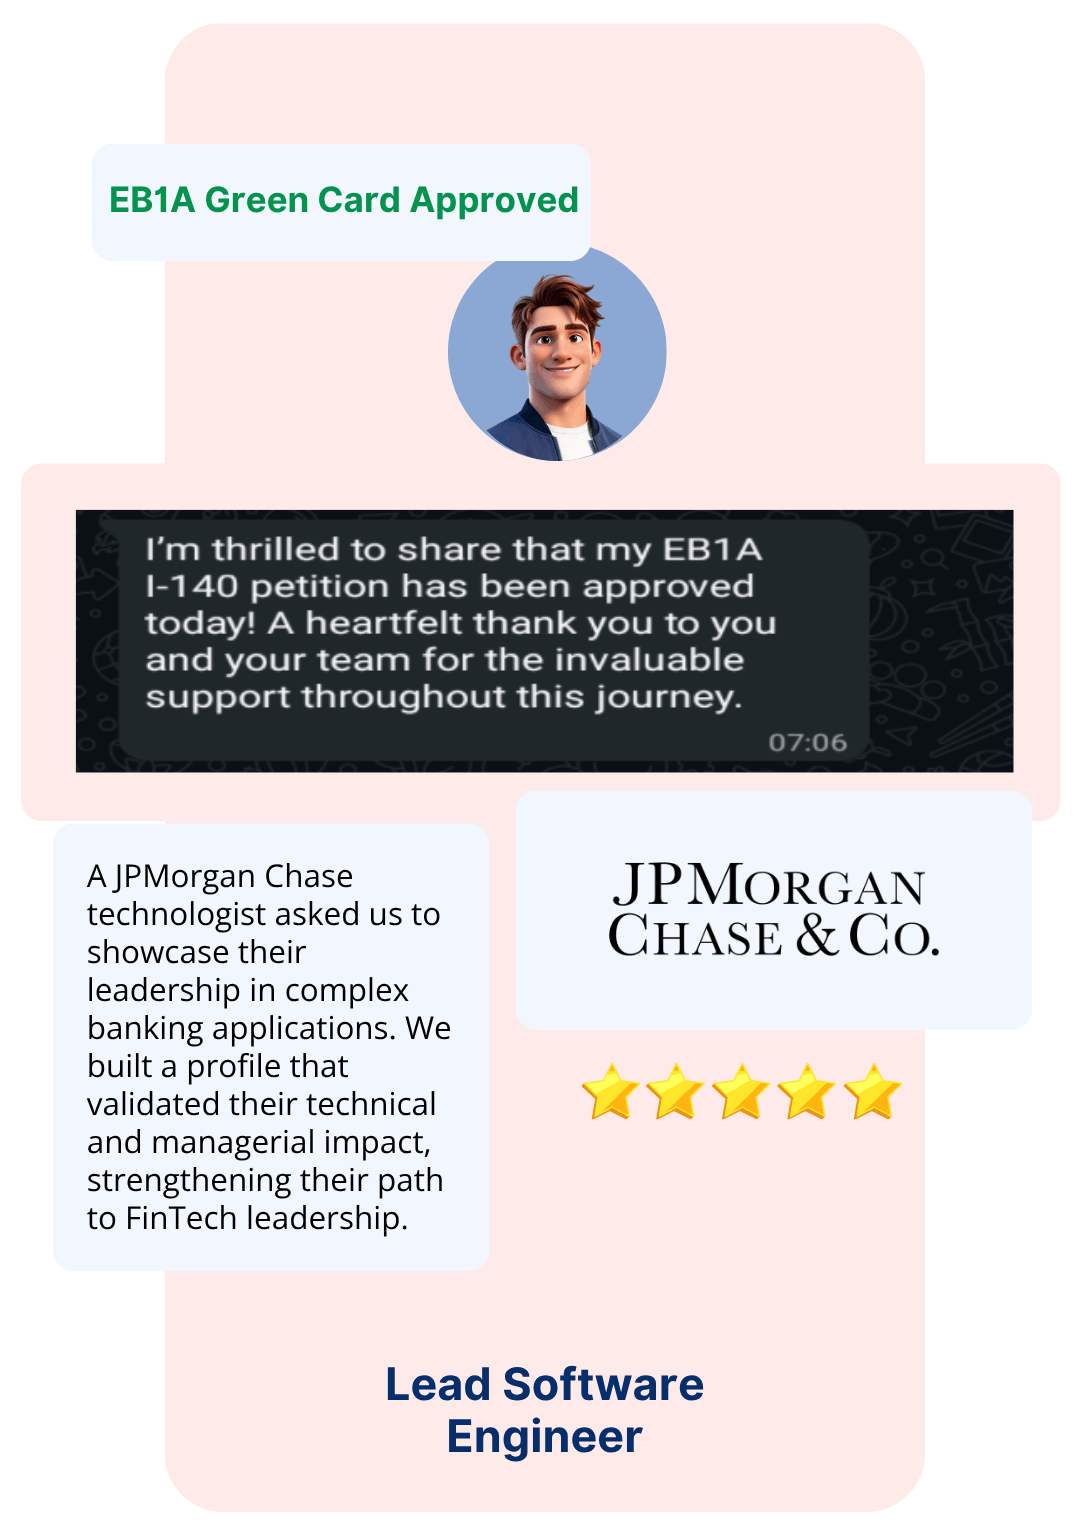 EB1A Green Card Approved
I’m thrilled to share that my EB1A
I-140 petition has been approved
today! A heartfelt thank you to you
and your team for the invaluable
support throughout this journey.
07:06
A JPMorgan Chase
technologist asked us to
showcase their
leadership in complex
banking applications. We
built a profile that
validated their technical
and managerial impact,
strengthening their path
to FinTech leadership.
JPMORGAN
CHASE & CO.
Lead Software
Engineer